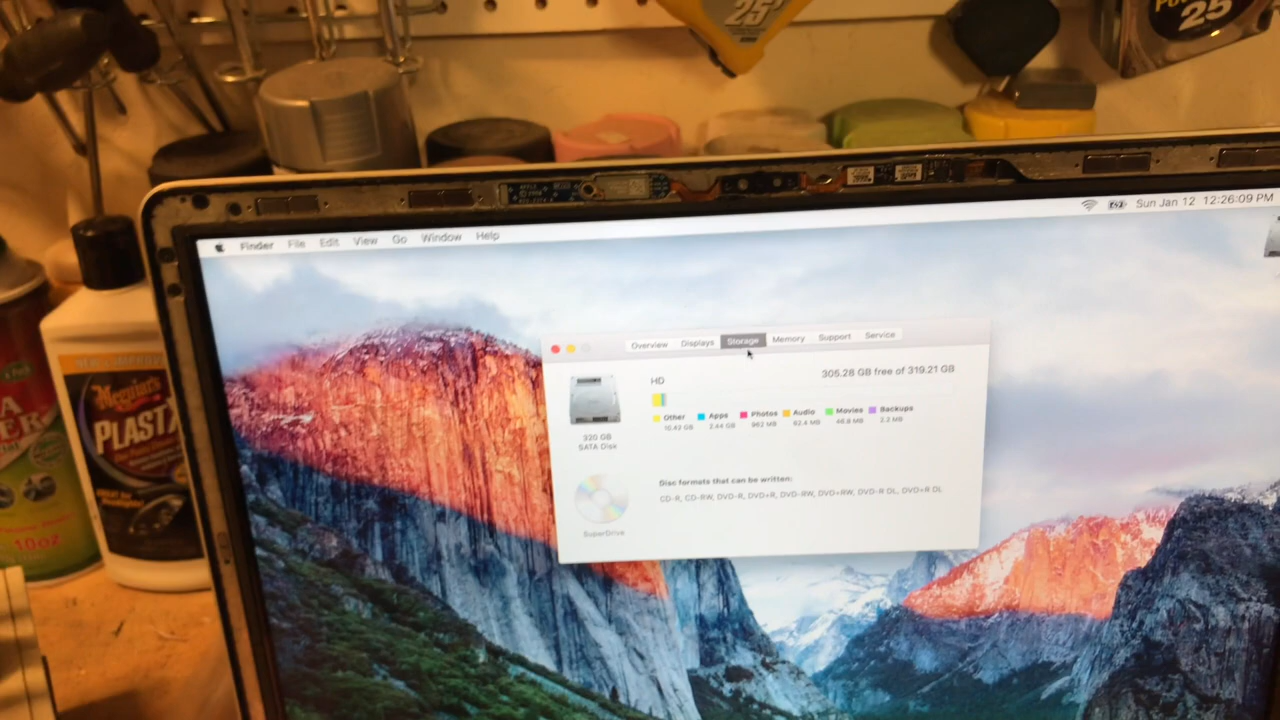 25'
25
Finder File Edit View Go Window Help
Sun Jan 12 12:26:09 PM
Overview Displays Storage Memory Support Service
HD
305.28 GB free of 319.21 GB
Other Apps Photos Audio Movies Backups
10.42 GB 2.44 GB 962 MB 62.4 MB 46.8 MB 2.2 MB
320 GB
SATA Disk
Disc formats that can be written:
CD-R, CD-RW, DVD-R, DVD+R, DVD-RW, DVD+RW, DVD-R DL, DVD+R DL
SuperDrive
Meguiar's
PLASTX
10oz